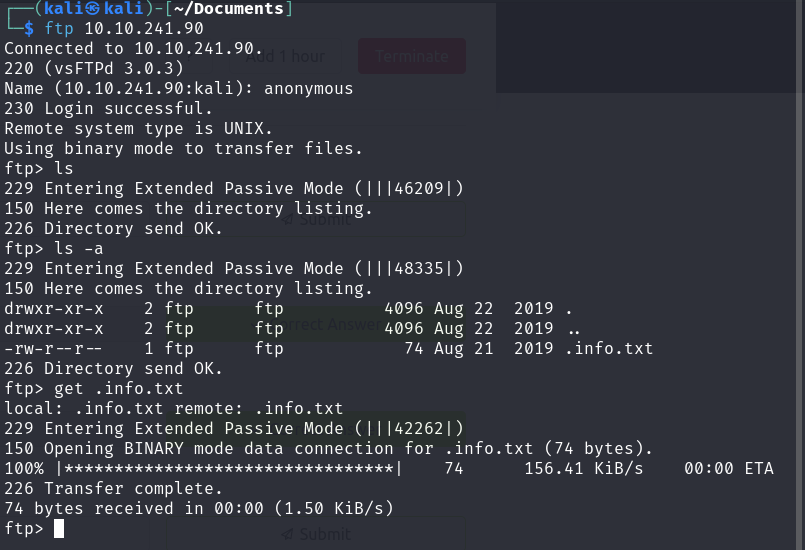 ┌──(kali㉿kali)-[~/Documents]
└─$ ftp 10.10.241.90
Connected to 10.10.241.90.
220 (vsFTPd 3.0.3)
Add 1 hour
Terminate
Name (10.10.241.90:kali): anonymous
230 Login successful.
Remote system type is UNIX.
Using binary mode to transfer files.
ftp> ls
229 Entering Extended Passive Mode (|||46209|)
150 Here comes the directory listing.
226 Directory send OK.
Submit
ftp> ls -a
229 Entering Extended Passive Mode (|||48335|)
150 Here comes the directory listing.
drwxr-xr-x    2 ftp      ftp          4096 Aug 22  2019 .
drwxr-xr-x    2 ftp      ftp          4096 Aug 22  2019 ..
Correct Answer
-rw-r--r--    1 ftp      ftp            74 Aug 21  2019 .info.txt
226 Directory send OK.
ftp> get .info.txt
local: .info.txt remote: .info.txt
229 Entering Extended Passive Mode (|||42262|)
150 Opening BINARY mode data connection for .info.txt (74 bytes).
100% |*********************************|    74      156.41 KiB/s    00:00 ETA
226 Transfer complete.
74 bytes received in 00:00 (1.50 KiB/s)
ftp>
Submit